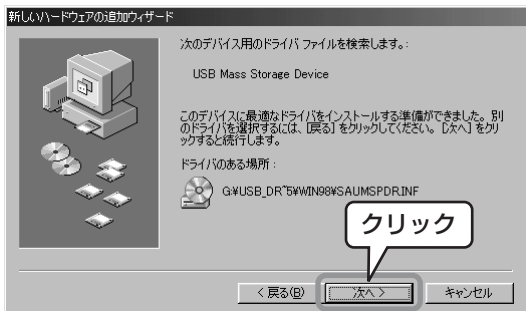 新しいハードウェアの追加ウィザード
次のデバイス用のドライバ ファイルを検索します。:
USB Mass Storage Device
このデバイスに最適なドライバをインストールする準備ができました。別
のドライバを選択するには、[戻る] をクリックしてください。[次へ] をクリ
ックすると続行します。
ドライバのある場所 :
G:¥USB_DR~5¥WIN98¥SAUMSPDR.INF
クリック
< 戻る(B)
次へ >
キャンセル